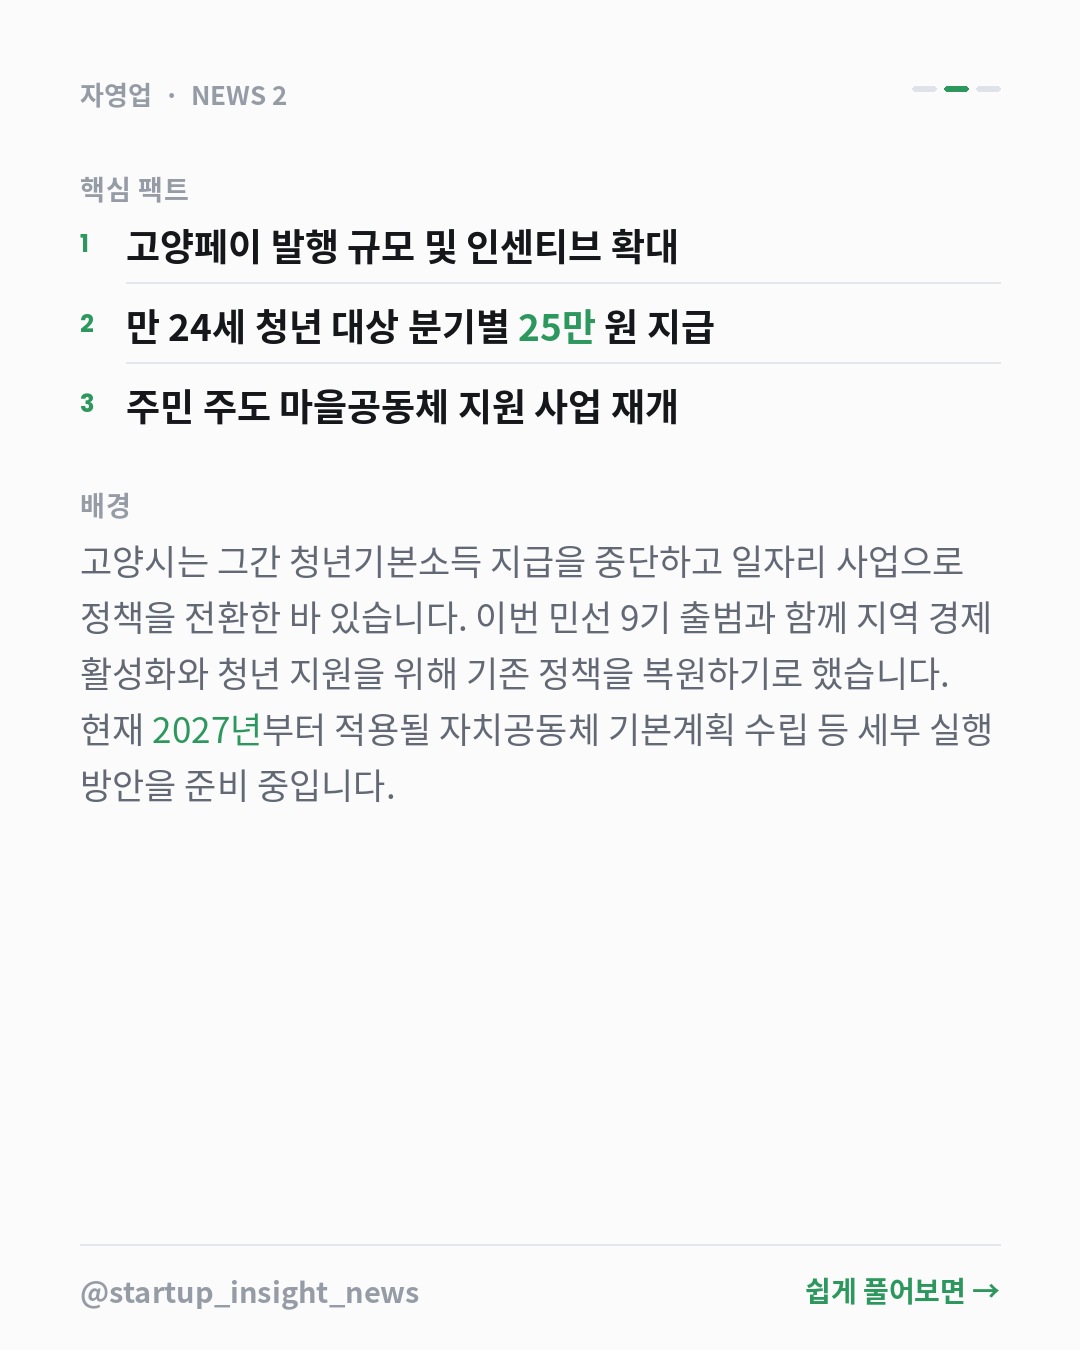 자영업 · NEWS 2
핵심 팩트
1 고양페이 발행 규모 및 인센티브 확대
2 만 24세 청년 대상 분기별 25만 원 지급
3 주민 주도 마을공동체 지원 사업 재개
배경
고양시는 그간 청년기본소득 지급을 중단하고 일자리 사업으로
정책을 전환한 바 있습니다. 이번 민선 9기 출범과 함께 지역 경제
활성화와 청년 지원을 위해 기존 정책을 복원하기로 했습니다.
현재 2027년부터 적용될 자치공동체 기본계획 수립 등 세부 실행
방안을 준비 중입니다.
@startup_insight_news
쉽게 풀어보면 →